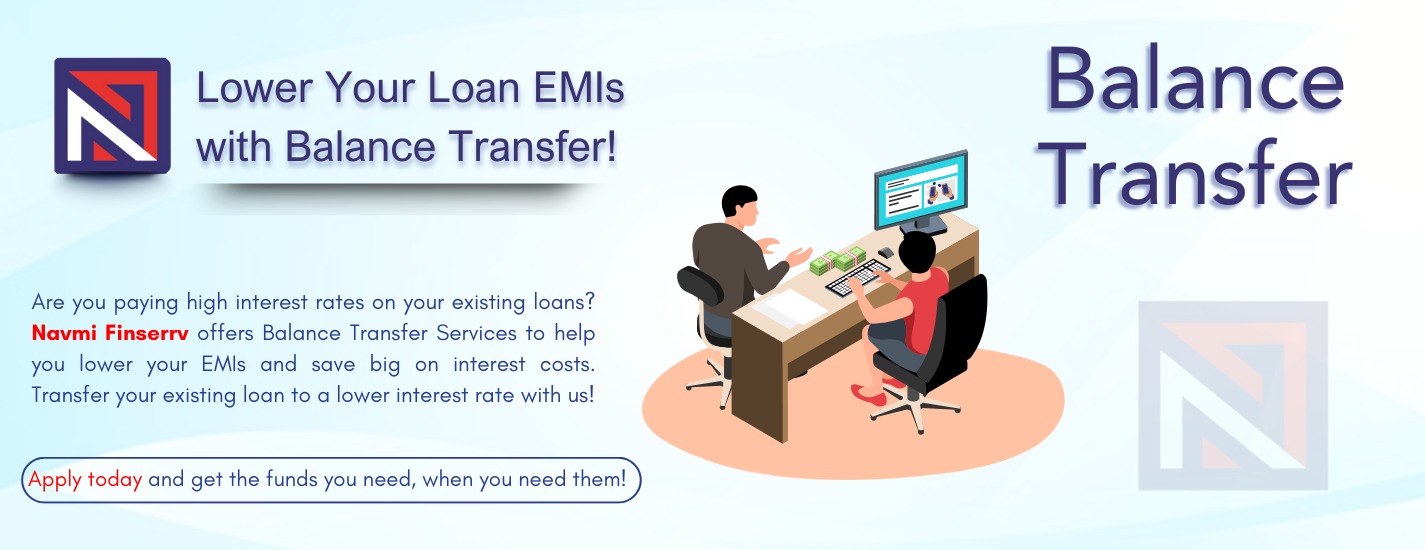 Lower Your Loan EMIs
with Balance Transfer!
Balance
Transfer
Are you paying high interest rates on your existing loans?
Navmi Finserrv offers Balance Transfer Services to help
you lower your EMIs and save big on interest costs.
Transfer your existing loan to a lower interest rate with us!
Apply today and get the funds you need, when you need them!